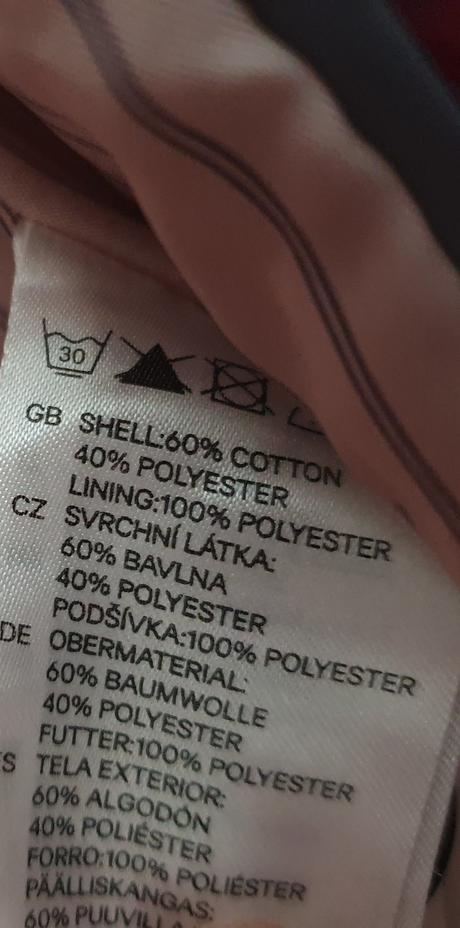 30
GB SHELL:60% COTTON
40% POLYESTER
LINING:100% POLYESTER
CZ SVRCHNÍ LÁTKA:
60% BAVLNA
40% POLYESTER
PODŠÍVKA:100% POLYESTER
DE OBERMATERIAL:
60% BAUMWOLLE
40% POLYESTER
FUTTER:100% POLYESTER
S TELA EXTERIOR:
60% ALGODÓN
40% POLIÉSTER
FORRO:100% POLIÉSTER
PÄÄLLISKANGAS:
60% PUUVILLA